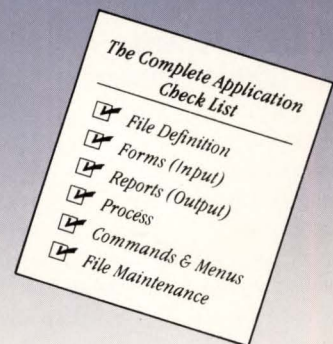 The Complete Application
Check List
File Definition
Forms (Input)
Reports (Output)
Process
Commands & Menus
File Maintenance